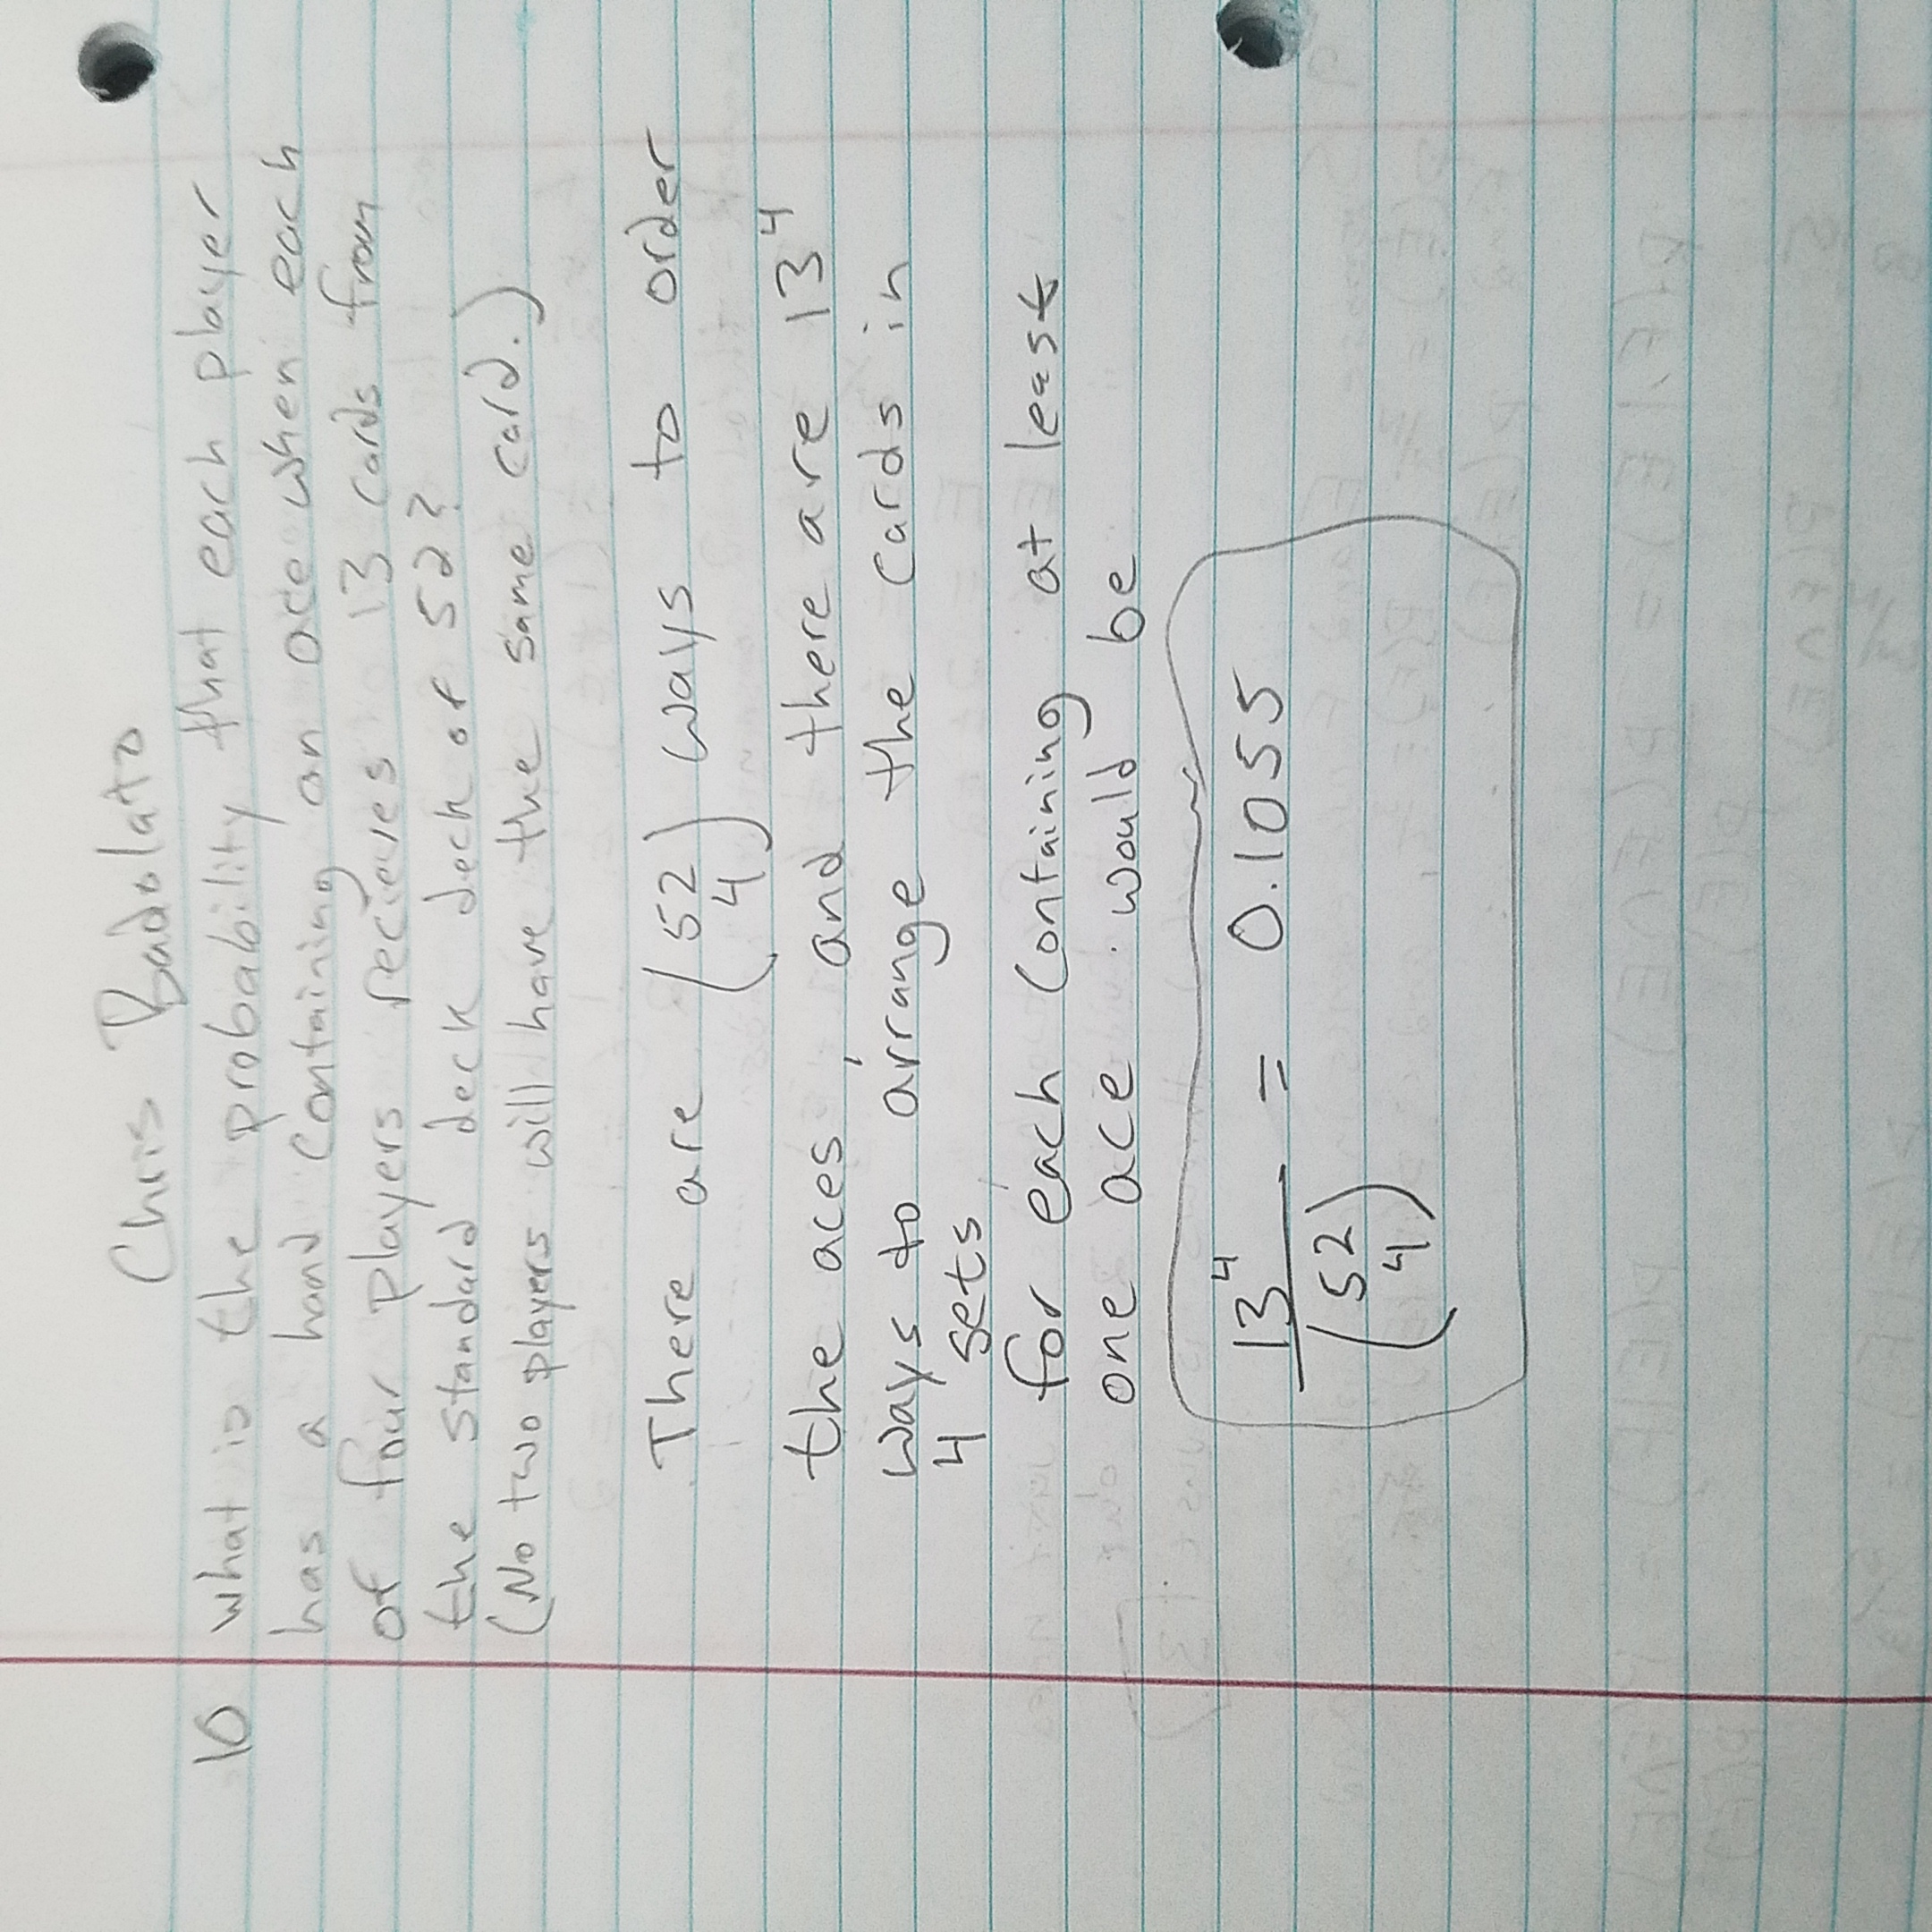 Chris Badolato
10 What is the probability that each player
has a hand containing an ace when each
of four players recieves 13 cards from
the standard deck deck of 52?
(No two players will have the same card.)
There are (52
4) ways to order
the aces, and there are 13^4
ways to arrange the cards in
4 sets,
for each containing at least
one ace would be
13^4 = 0.1055
(52
4)